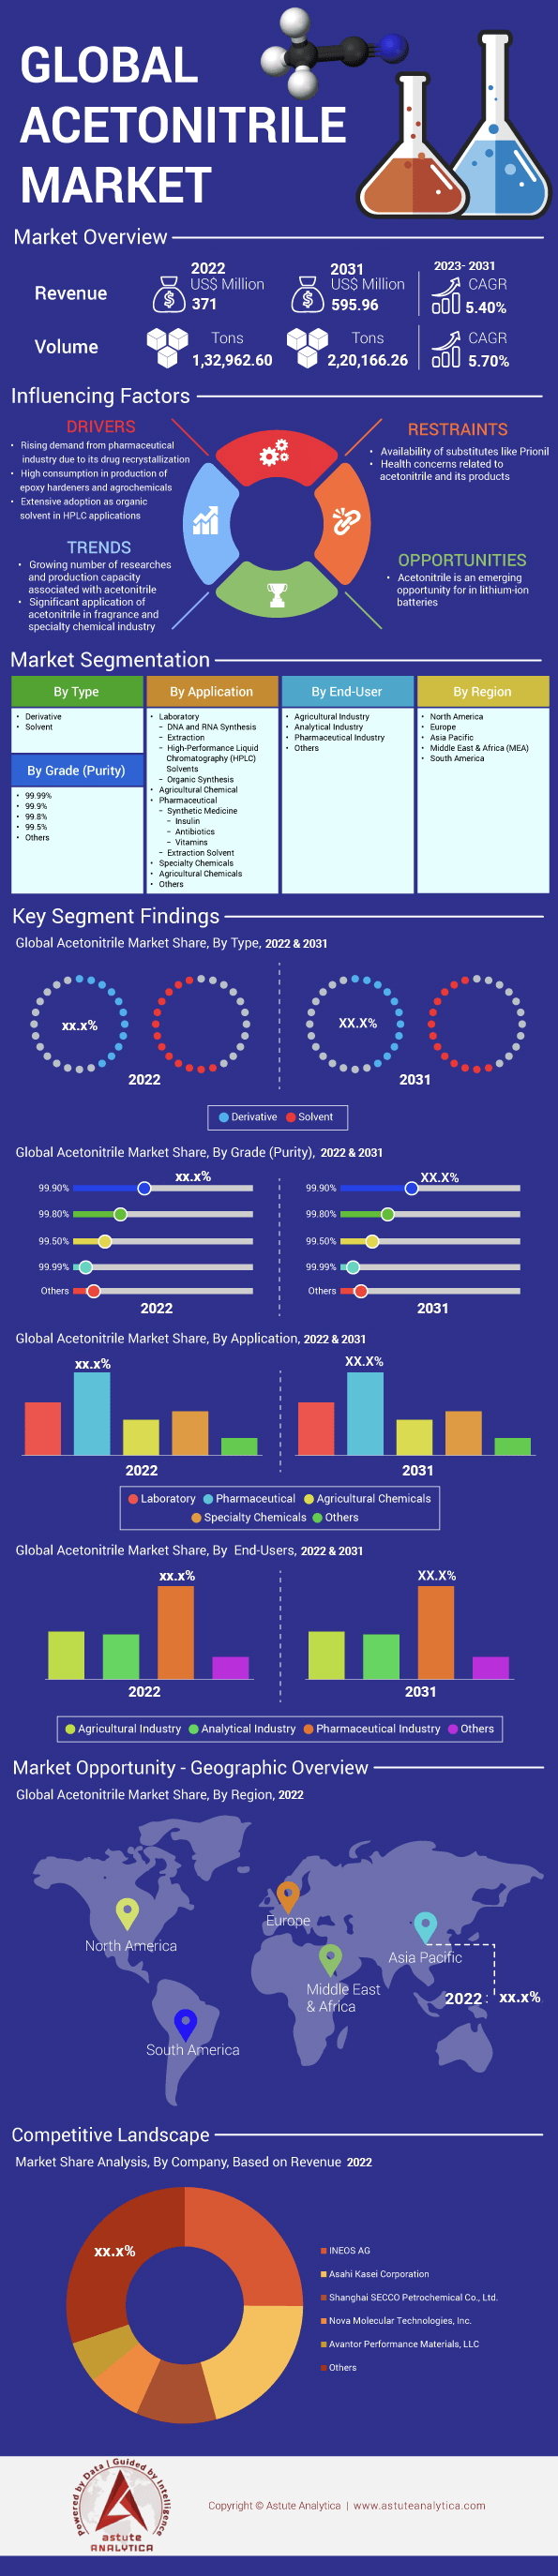 GLOBAL
ACETONITRILE
MARKET
Market Overview
Revenue
2022
US$ Million
371
2031
US$ Million
595.96
2023- 2031
CAGR
5.40%
Volume
Tons
1,32,962.60
Tons
2,20,166.26
CAGR
5.70%
Influencing Factors
DRIVERS
• Rising demand from pharmaceutical
industry due to its drug recrystallization
• High consumption in production of
epoxy hardeners and agrochemicals
• Extensive adoption as organic
solvent in HPLC applications
RESTRAINTS
• Availability of substitutes like Prionil
• Health concerns related to
acetonitrile and its products
TRENDS
• Growing number of researches
and production capacity
associated with acetonitrile
• Significant application of
acetonitrile in fragrance and
specialty chemical industry
OPPORTUNITIES
• Acetonitrile is an emerging
opportunity for in lithium-ion
batteries
Market Segmentation
By Type
• Derivative
• Solvent
By Grade (Purity)
• 99.99%
• 99.9%
• 99.8%
• 99.5%
• Others
By Application
• Laboratory
– DNA and RNA Synthesis
– Extraction
– High-Performance Liquid
Chromatography (HPLC)
Solvents
– Organic Synthesis
• Agricultural Chemical
• Pharmaceutical
– Synthetic Medicine
– Insulin
– Antibiotics
– Vitamins
– Extraction Solvent
• Specialty Chemicals
• Agricultural Chemicals
• Others
By End-User
• Agricultural Industry
• Analytical Industry
• Pharmaceutical Industry
• Others
By Region
• North America
• Europe
• Asia Pacific
• Middle East & Africa (MEA)
• South America
Key Segment Findings
Global Acetonitrile Market Share, By Type, 2022 & 2031
xx.x%
2022
XX.X%
2031
Derivative Solvent
Global Acetonitrile Market Share, By Grade (Purity), 2022 & 2031
xx.x%
99.90%
99.80%
99.50%
99.99%
Others
2022
XX.X%
99.90%
99.80%
99.50%
99.99%
Others
2031
Global Acetonitrile Market Share, By Application, 2022 & 2031
xx.x%
2022
XX.X%
2031
Laboratory Pharmaceutical Agricultural Chemicals
Specialty Chemicals Others
Global Acetonitrile Market Share, By End-Users, 2022 & 2031
xx.x%
2022
XX.X%
2031
Agricultural Industry Analytical Industry Pharmaceutical Industry Others
Market Opportunity - Geographic Overview
Global Acetonitrile Market Share, By Region, 2022
North America
Europe
Asia Pacific
Middle East
& Africa
2022 : xx.x%
South America
Competitive Landscape
Market Share Analysis, By Company, Based on Revenue 2022
xx.x%
INEOS AG
Asahi Kasei Corporation
Shanghai SECCO Petrochemical Co., Ltd.
Nova Molecular Technologies, Inc.
Avantor Performance Materials, LLC
Others
Powered by Data | Guided by Intelligence
astute
ANALYTICA
Copyright © Astute Analytica | www.astuteanalytica.com